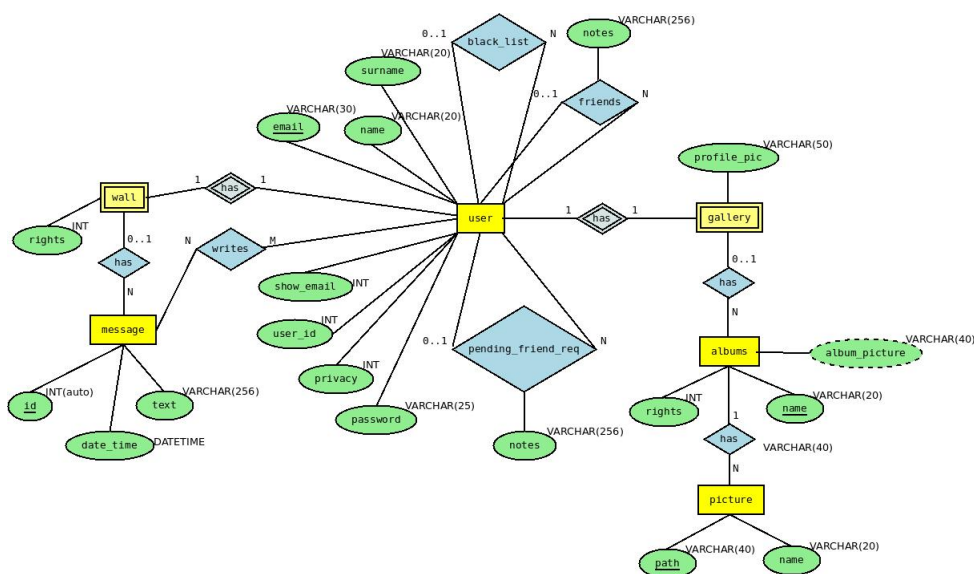 VARCHAR(256)
notes
0..1
black_list
N
VARCHAR(20)
surname
0..1
friends
N
VARCHAR(30)
email
VARCHAR(20)
name
VARCHAR(50)
profile_pic
wall
1
has
1
user
1
has
1
gallery
rights
INT
N
writes
M
0..1
has
N
0..1
has
N
show_email
INT
user_id
INT
message
0..1
pending_friend_req
N
albums
VARCHAR(40)
album_picture
privacy
INT
id
INT(auto)
text
VARCHAR(256)
password
VARCHAR(25)
rights
INT
name
VARCHAR(20)
date_time
DATETIME
notes
VARCHAR(256)
1
has
N
VARCHAR(40)
picture
path
VARCHAR(40)
name
VARCHAR(20)